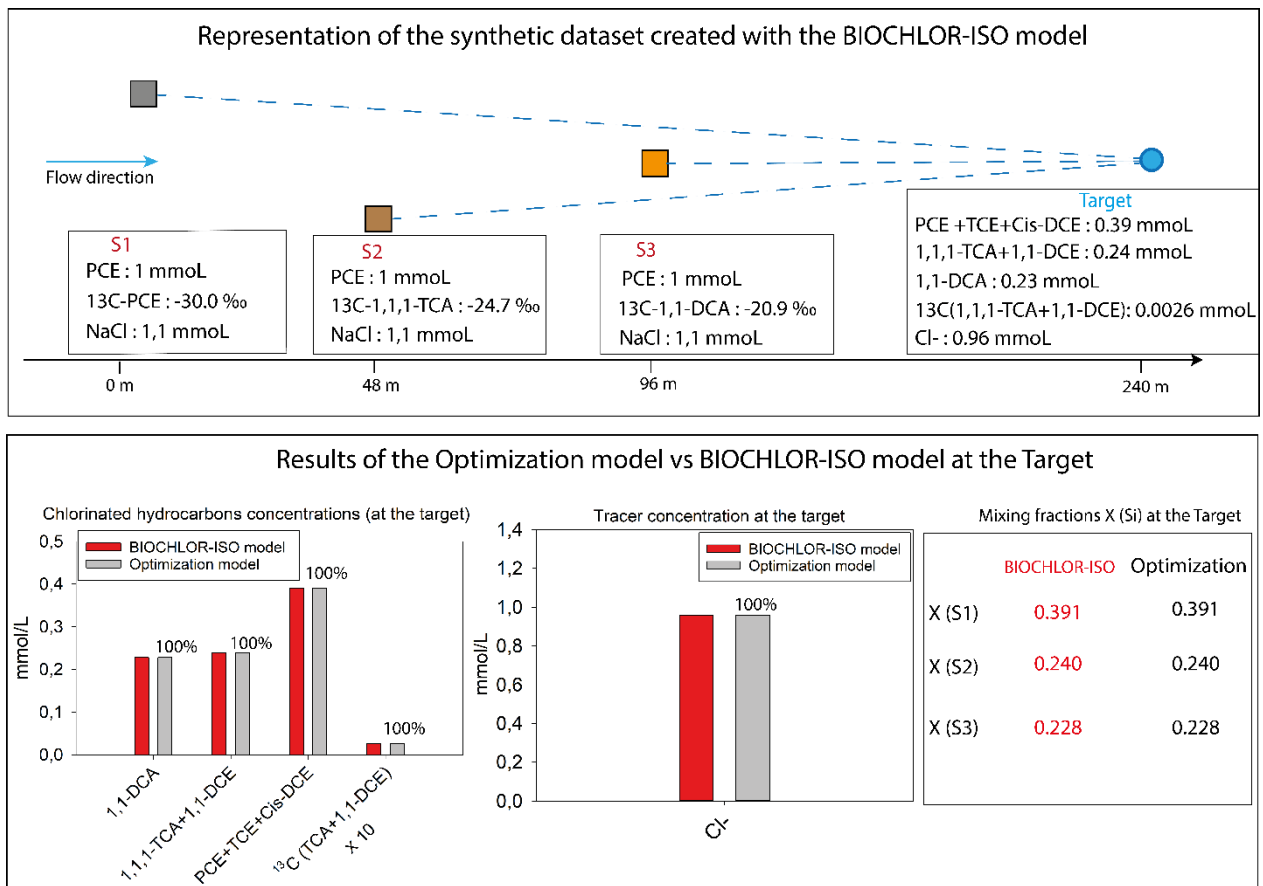 Representation of the synthetic dataset created with the BIOCHLOR-ISO model
Flow direction
S1
PCE : 1 mmoL
13C-PCE : -30.0 ‰
NaCl : 1,1 mmoL
S2
PCE : 1 mmoL
13C-1,1,1-TCA : -24.7 ‰
NaCl : 1,1 mmoL
S3
PCE : 1 mmoL
13C-1,1-DCA : -20.9 ‰
NaCl : 1,1 mmoL
Target
PCE +TCE+Cis-DCE : 0.39 mmoL
1,1,1-TCA+1,1-DCE : 0.24 mmoL
1,1-DCA : 0.23 mmoL
13C(1,1,1-TCA+1,1-DCE): 0.0026 mmoL
Cl- : 0.96 mmoL
0 m
48 m
96 m
240 m
Results of the Optimization model vs BIOCHLOR-ISO model at the Target
Chlorinated hydrocarbons concentrations (at the target)
BIOCHLOR-ISO model
Optimization model
mmol/L
0,5
0,4
0,3
0,2
0,1
0,0
100%
100%
100%
100%
1,1-DCA
1,1,1-TCA+1,1-DCE
PCE+TCE+Cis-DCE
¹³C (TCA+1,1-DCE)
X 10
Tracer concentration at the target
BIOCHLOR-ISO model
Optimization model
mmol/L
1,4
1,2
1,0
0,8
0,6
0,4
0,2
0,0
100%
Cl-
Mixing fractions X (Si) at the Target
BIOCHLOR-ISO Optimization
X (S1) 0.391 0.391
X (S2) 0.240 0.240
X (S3) 0.228 0.228